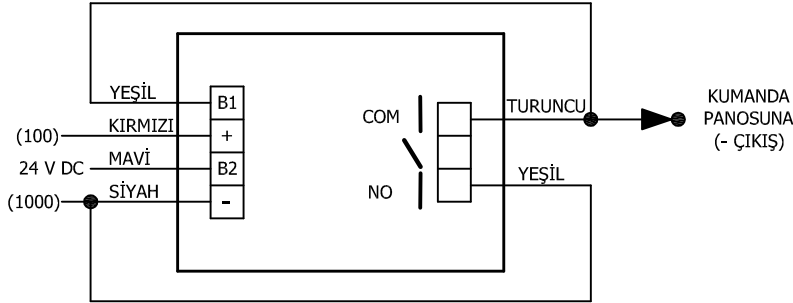 YEŞİL
B1
(100)
KIRMIZI
+
24 V DC
MAVİ
B2
(1000)
SİYAH
-
COM
NO
TURUNCU
YEŞİL
KUMANDA
PANOSUNA
(- ÇIKIŞ)